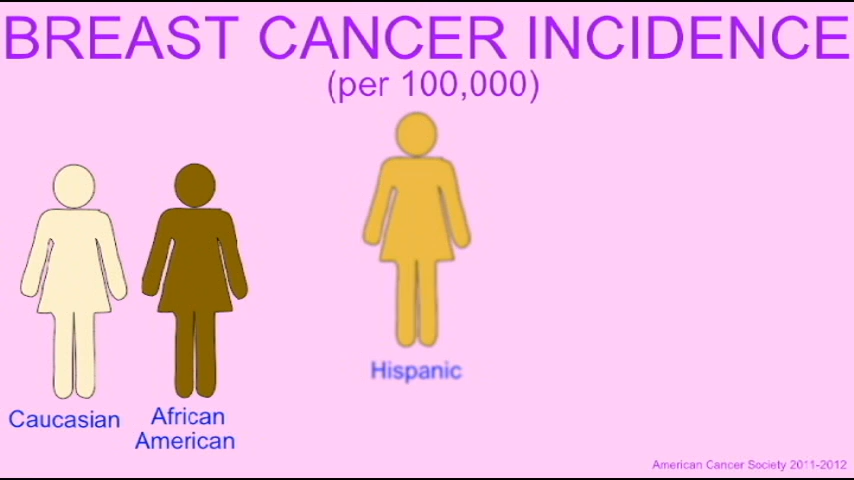 BREAST CANCER INCIDENCE
(per 100,000)
Hispanic
Caucasian
African
American
American Cancer Society 2011-2012